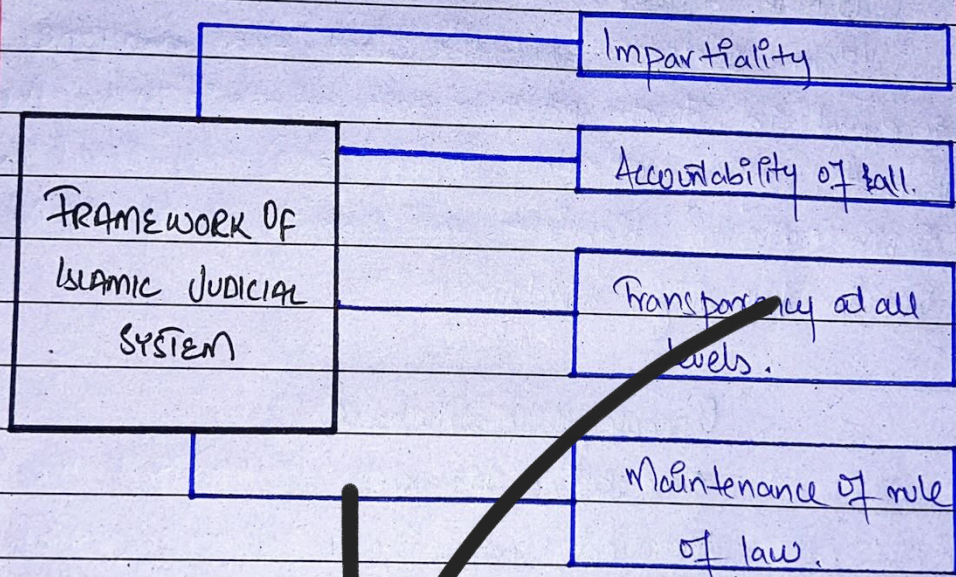 Impartiality
Accountability of all.
FRAMEWORK OF
ISLAMIC JUDICIAL
SYSTEM
Transparency at all
levels.
Maintenance of rule
of law.